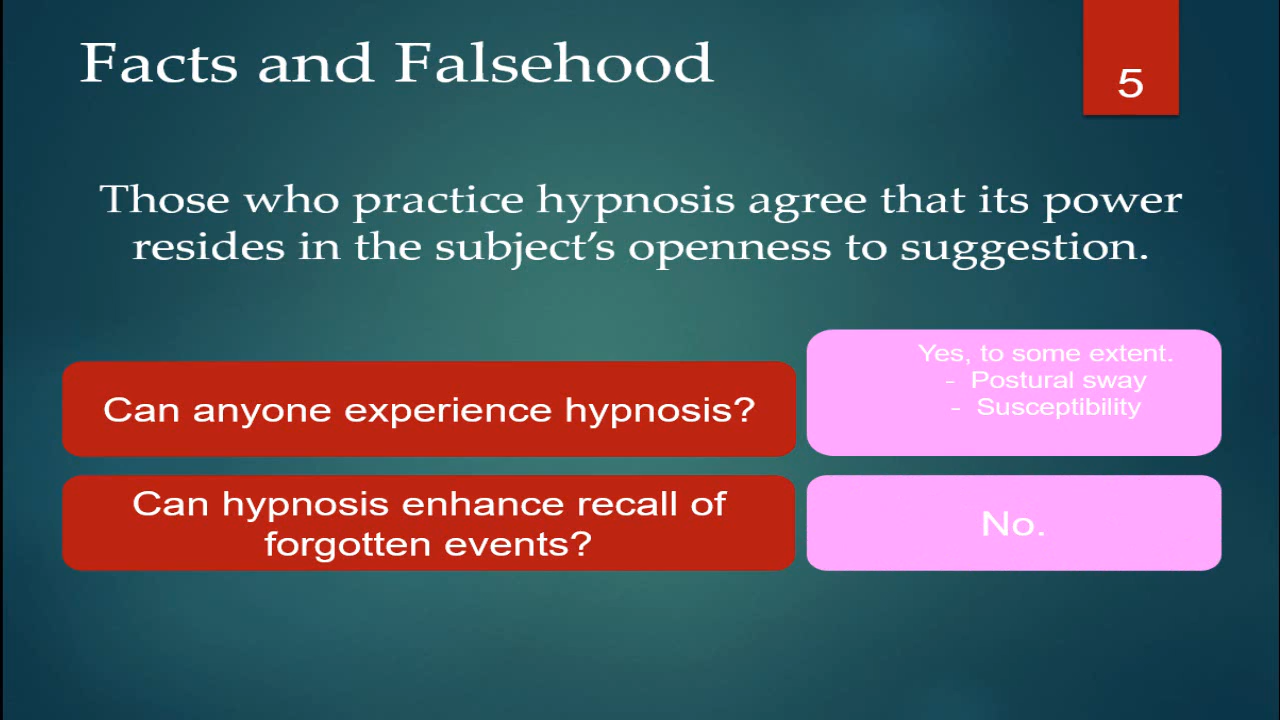 Facts and Falsehood
5
Those who practice hypnosis agree that its power
resides in the subject’s openness to suggestion.
Can anyone experience hypnosis?
Yes, to some extent.
- Postural sway
- Susceptibility
Can hypnosis enhance recall of
forgotten events?
No.